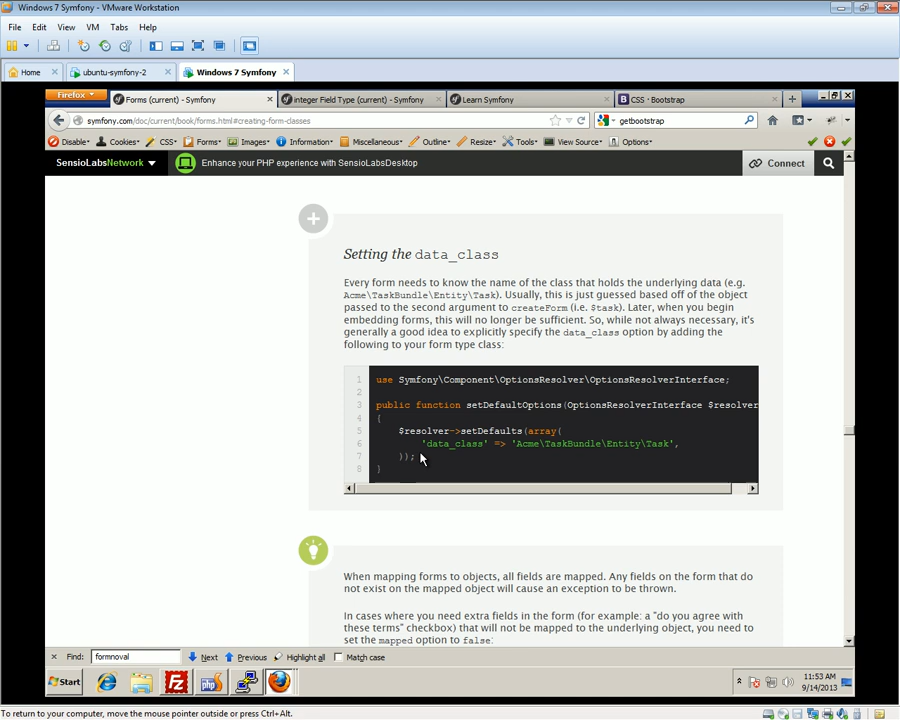 Windows 7 Symfony - VMware Workstation
File Edit View VM Tabs Help
Home ubuntu-symfony-2 Windows 7 Symfony
Firefox Forms (current) - Symfony integer Field Type (current) - Symfony Learn Symfony CSS · Bootstrap
symfony.com/doc/current/book/forms.html#creating-form-classes getbootstrap
Disable Cookies CSS Forms Images Information Miscellaneous Outline Resize Tools View Source Options
SensioLabsNetwork Enhance your PHP experience with SensioLabsDesktop Connect
Setting the data_class
Every form needs to know the name of the class that holds the underlying data (e.g.
Acme\TaskBundle\Entity\Task). Usually, this is just guessed based off of the object
passed to the second argument to createForm (i.e. $task). Later, when you begin
embedding forms, this will no longer be sufficient. So, while not always necessary, it's
generally a good idea to explicitly specify the data_class option by adding the
following to your form type class:
1 use Symfony\Component\OptionsResolver\OptionsResolverInterface;
2
3 public function setDefaultOptions(OptionsResolverInterface $resolver
4 {
5 $resolver->setDefaults(array(
6 'data_class' => 'Acme\TaskBundle\Entity\Task',
7 ));
8 }
When mapping forms to objects, all fields are mapped. Any fields on the form that do
not exist on the mapped object will cause an exception to be thrown.
In cases where you need extra fields in the form (for example: a "do you agree with
these terms" checkbox) that will not be mapped to the underlying object, you need to
set the mapped option to false:
Find: formnoval Next Previous Highlight all Match case
Start 11:53 AM
9/14/2013
To return to your computer, move the mouse pointer outside or press Ctrl+Alt.